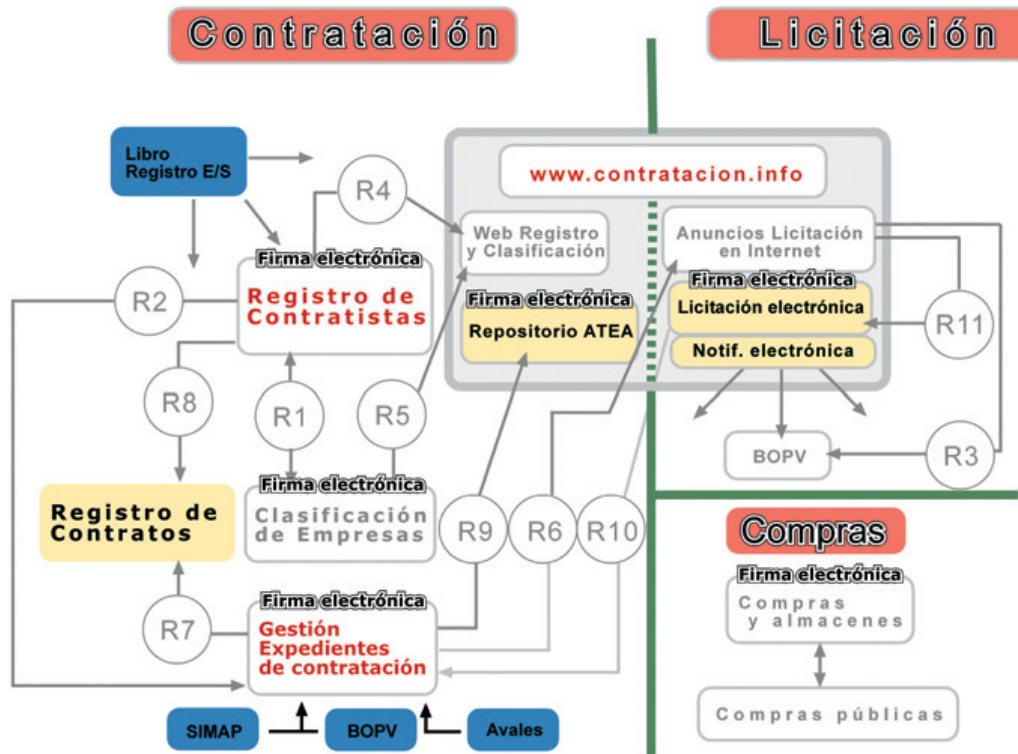 Contratación
Licitación
Libro
Registro E/S
www.contratacion.info
R4
Web Registro
y Clasificación
Anuncios Licitación
en Internet
Firma electrónica
Registro de
Contratistas
R2
Firma electrónica
Repositorio ATEA
Firma electrónica
Licitación electrónica
Notif. electrónica
R11
R8
R1
R5
BOPV
R3
Registro de
Contratos
Firma electrónica
Clasificación
de Empresas
R9
R6
R10
Compras
Firma electrónica
Compras
y almacenes
R7
Firma electrónica
Gestión
Expedientes
de contratación
Compras públicas
SIMAP
BOPV
Avales